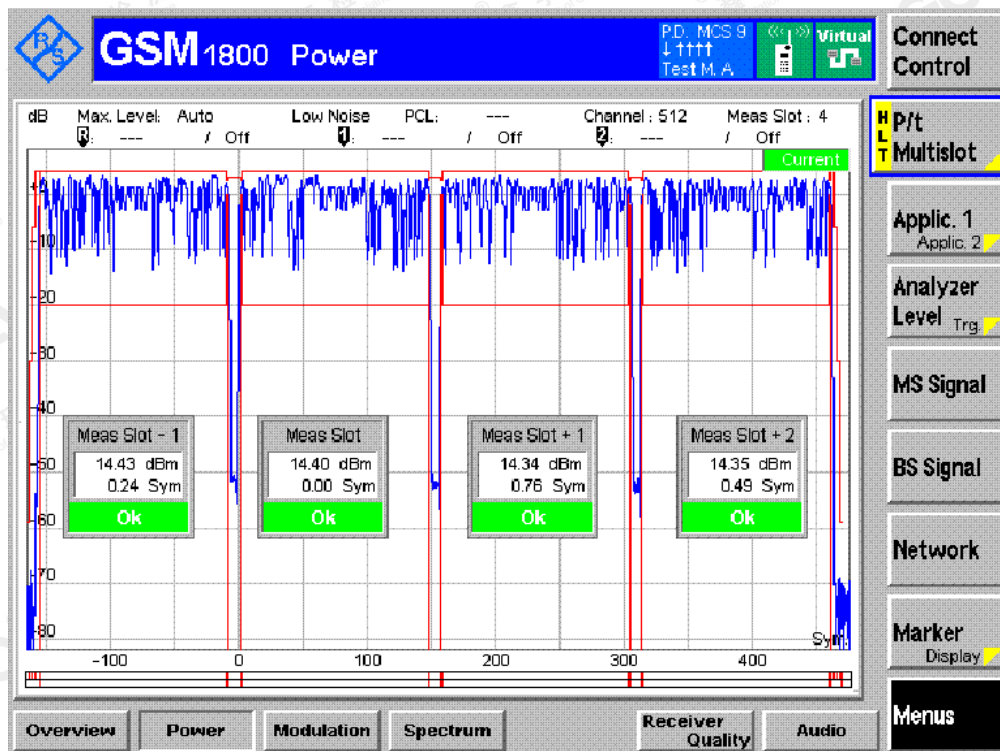 R/S
GSM 1800 Power
P.D. MCS 9
↓ ↑↑↑↑
Test M. A
Virtual
Connect Control
dB Max. Level: Auto Low Noise PCL: --- Channel : 512 Meas Slot : 4
R: --- / Off 1: --- / Off 2: --- / Off
Current
H L T
P/t Multislot
Applic. 1
Applic. 2
Analyzer Level Trg.
MS Signal
BS Signal
Network
Marker
Display
Menus
-10
-20
-30
-40
-50
-60
-70
-80
Meas Slot - 1
14.43 dBm
0.24 Sym
Ok
Meas Slot
14.40 dBm
0.00 Sym
Ok
Meas Slot + 1
14.34 dBm
0.76 Sym
Ok
Meas Slot + 2
14.35 dBm
0.49 Sym
Ok
Sym
-100 0 100 200 300 400
Overview Power Modulation Spectrum Receiver Quality Audio